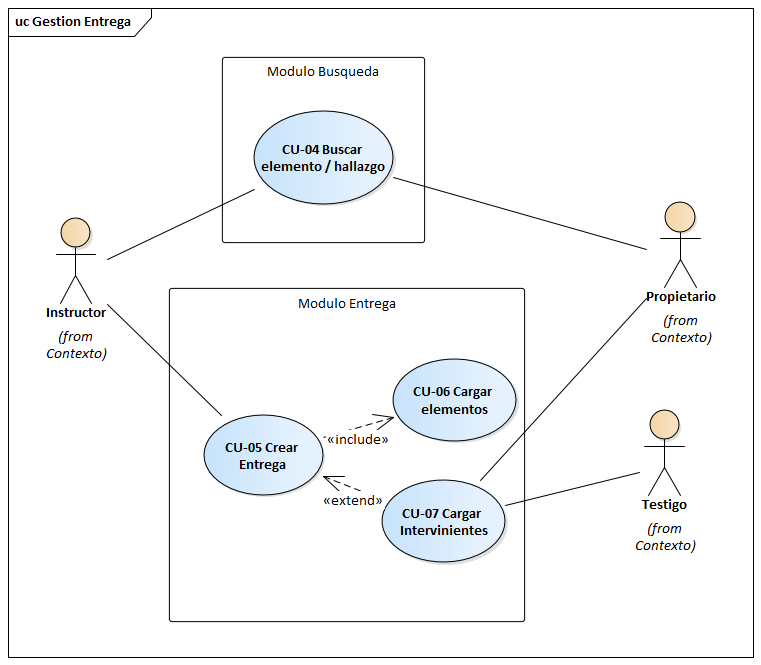 uc Gestion Entrega
Modulo Busqueda
CU-04 Buscar
elemento / hallazgo
Instructor
(from
Contexto)
Propietario
(from
Contexto)
Modulo Entrega
CU-06 Cargar
elementos
«include»
CU-05 Crear
Entrega
«extend»
CU-07 Cargar
Intervinientes
Testigo
(from
Contexto)